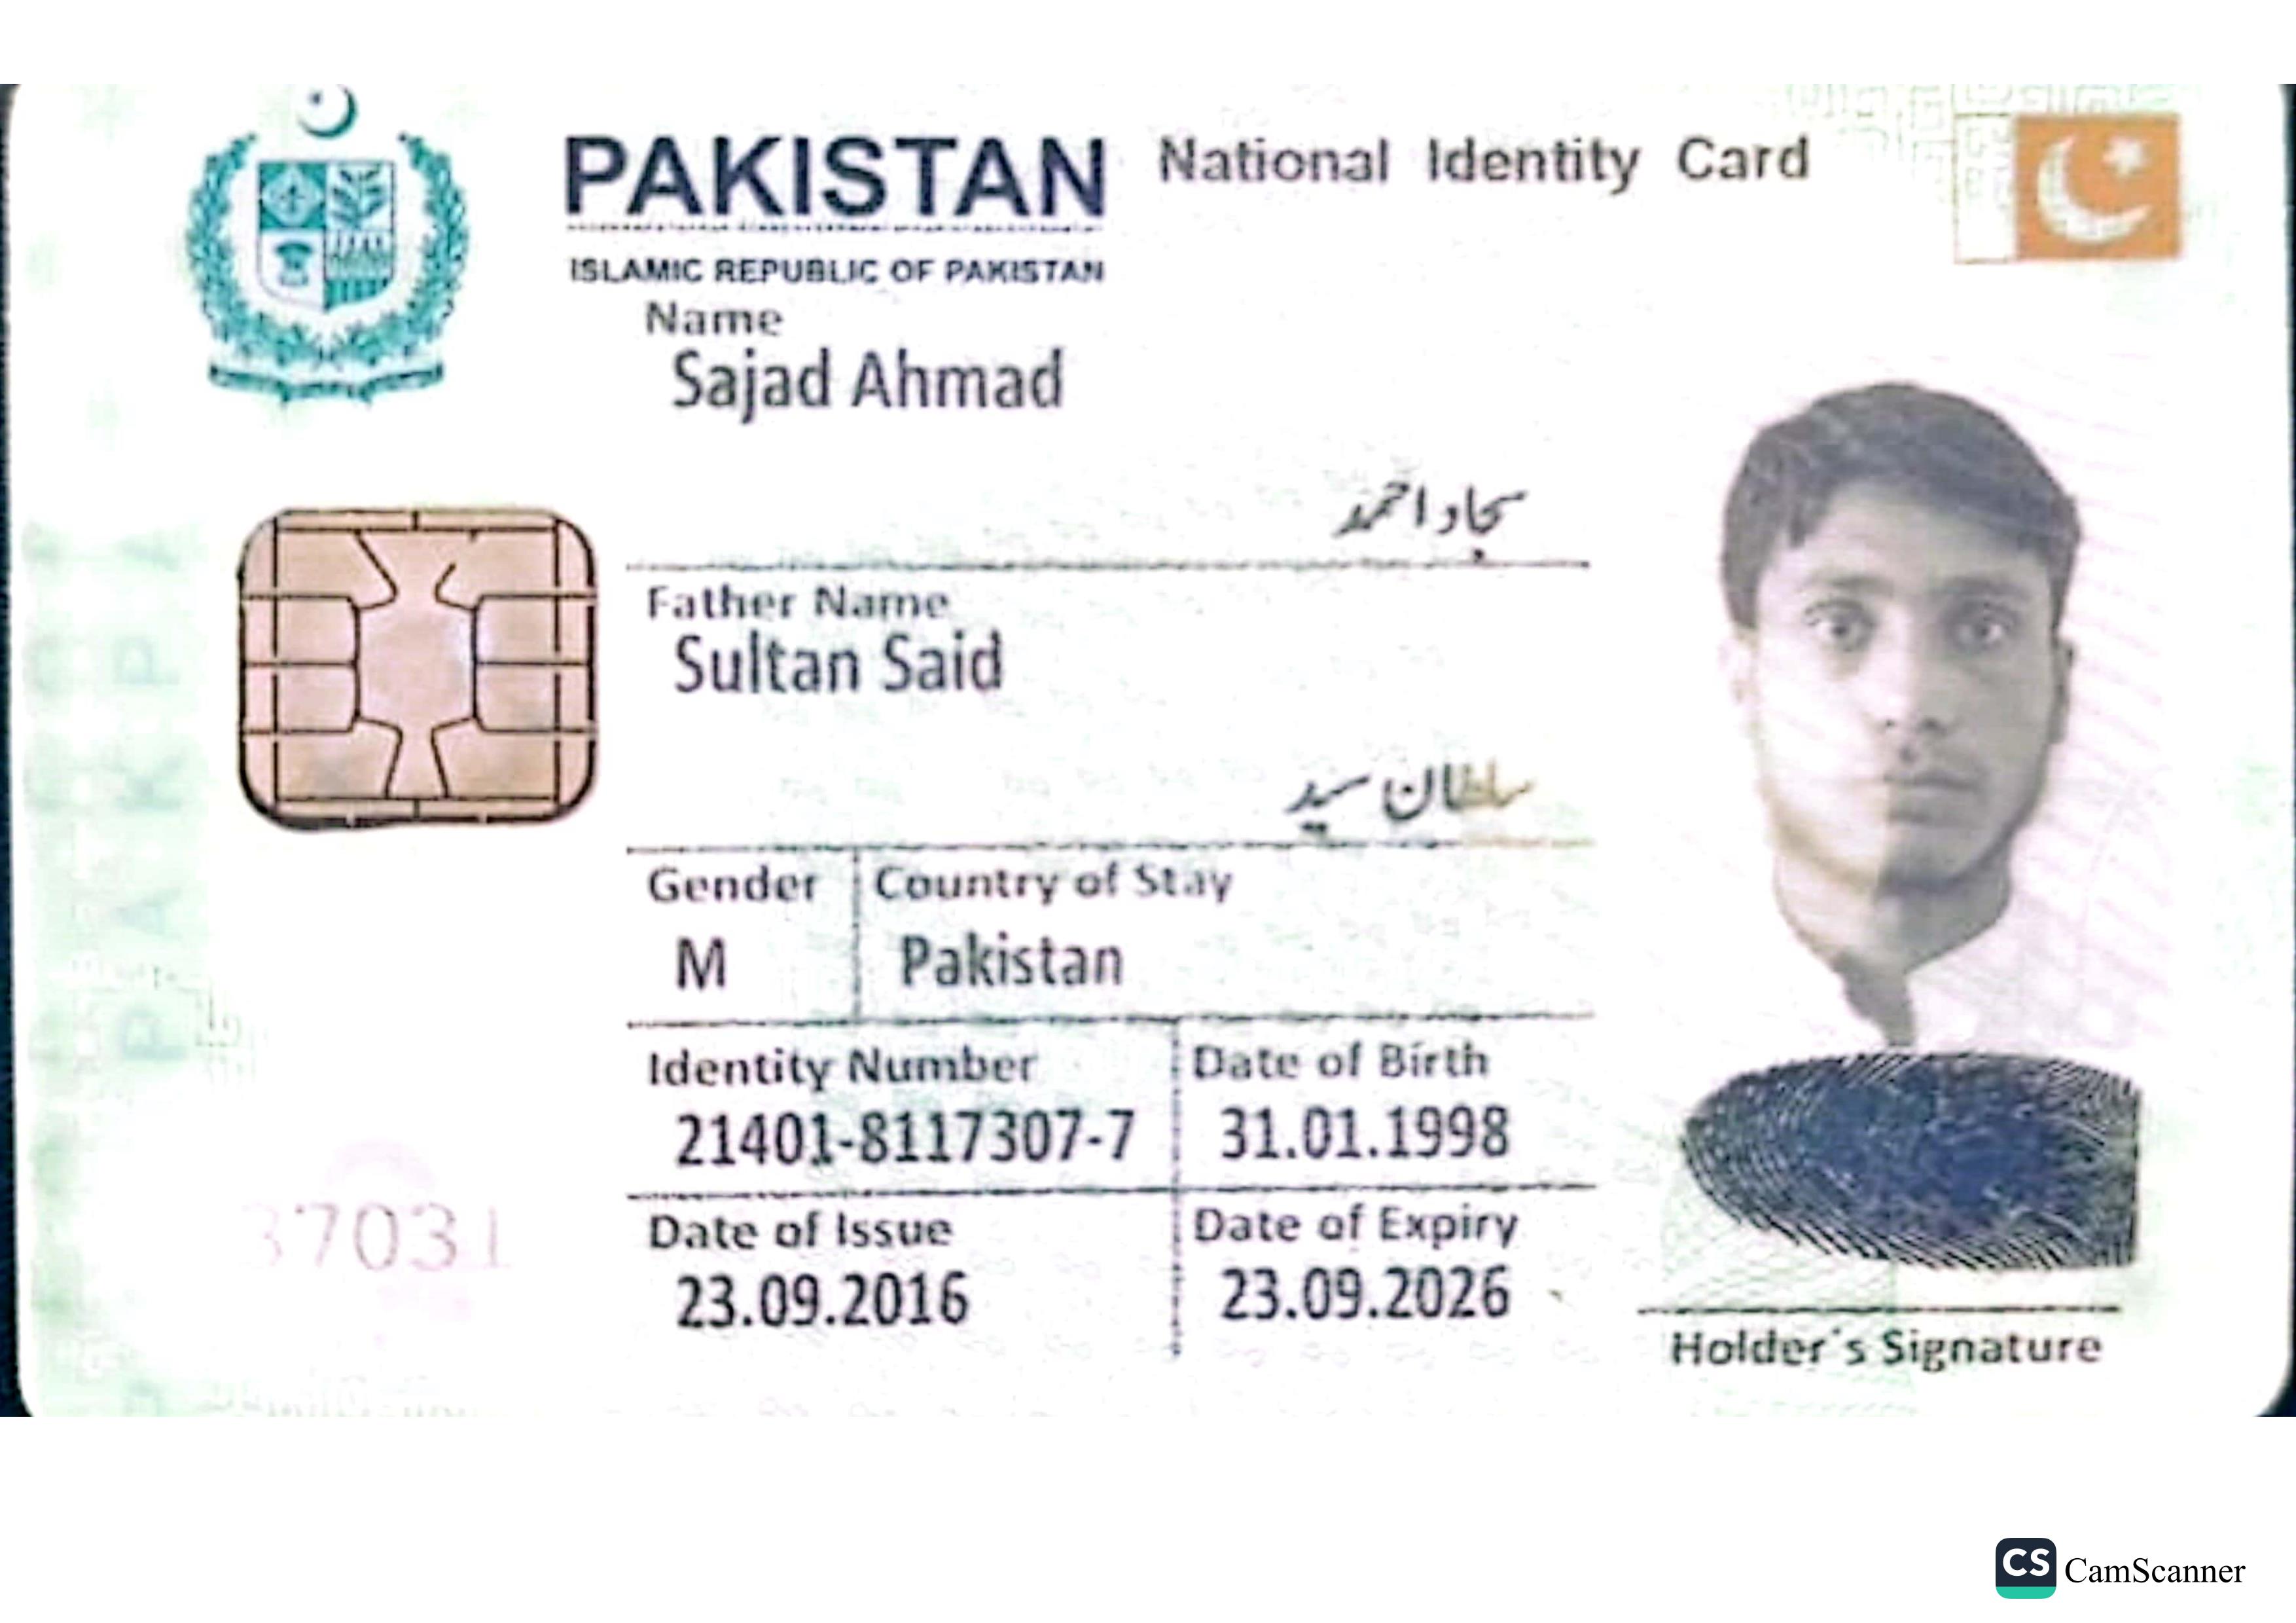 PAKISTAN National Identity Card
ISLAMIC REPUBLIC OF PAKISTAN
Name
Sajad Ahmad
سجاد احمد
Father Name
Sultan Said
سلطان سید
Gender Country of Stay
M Pakistan
Identity Number Date of Birth
21401-8117307-7 31.01.1998
Date of Issue Date of Expiry
23.09.2016 23.09.2026
Holder's Signature
37031
PAKP
CS CamScanner